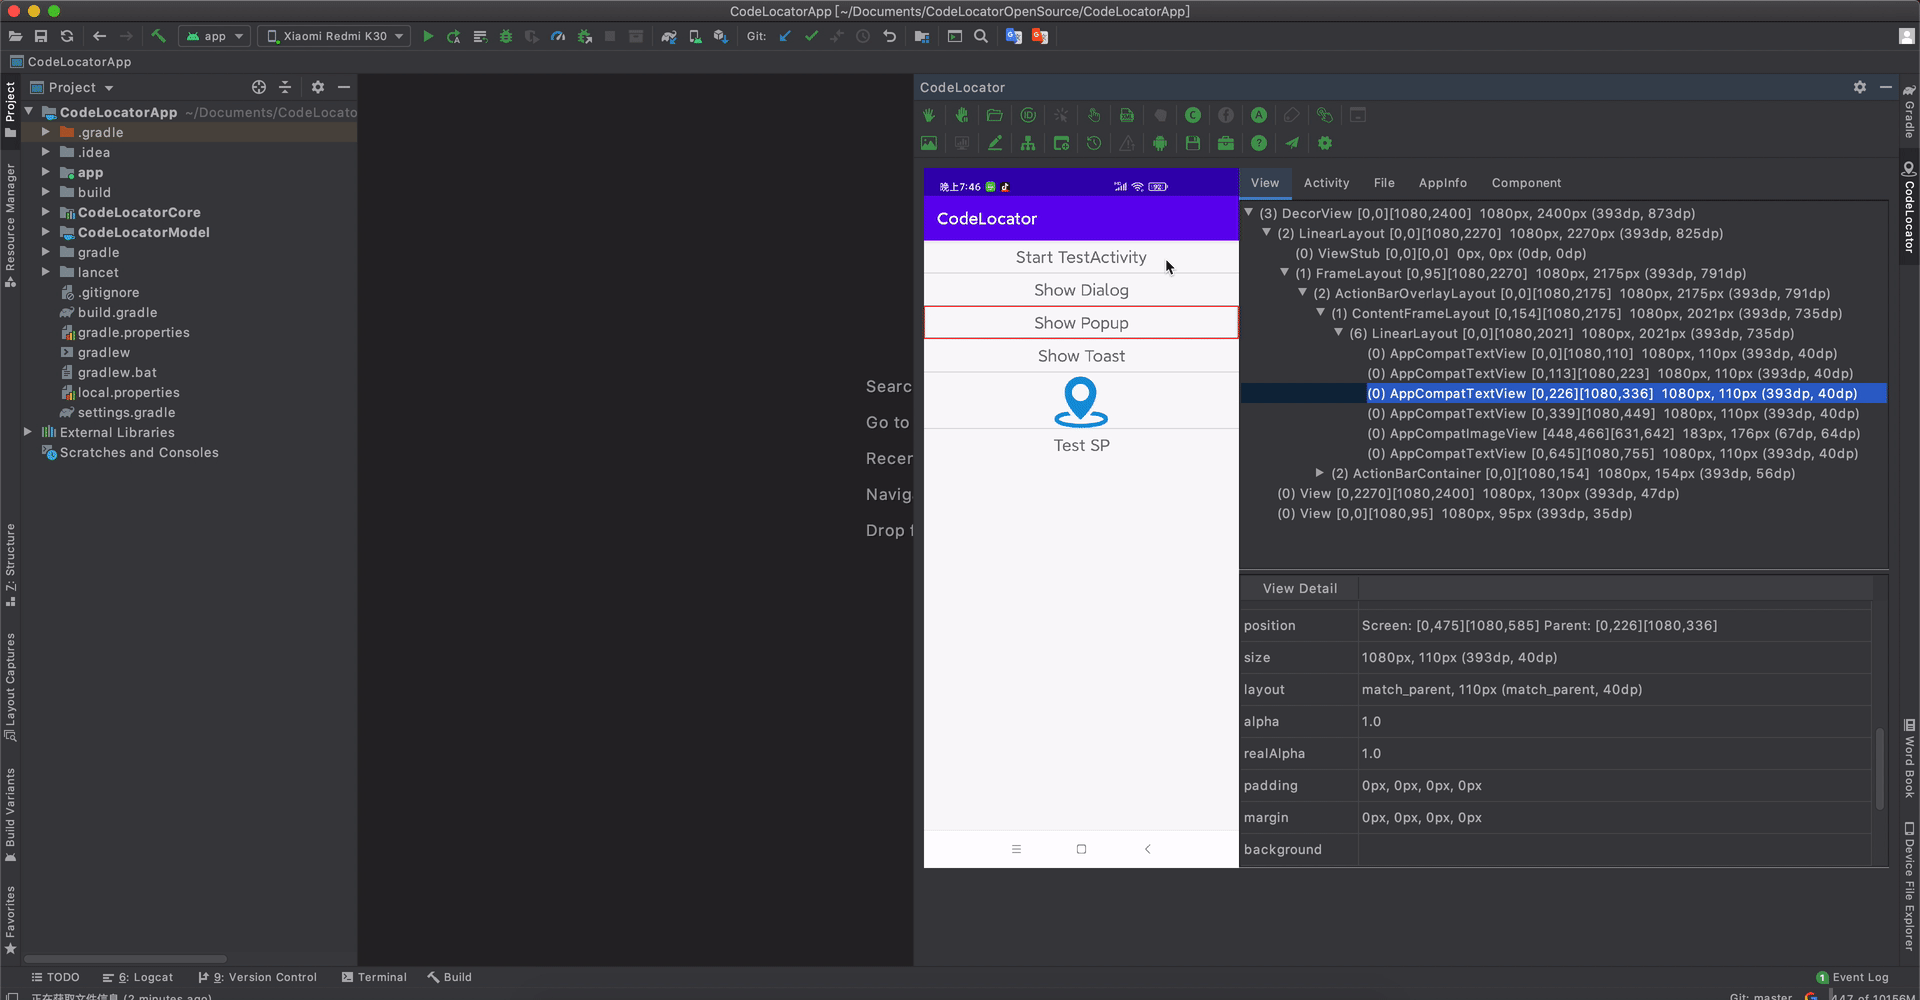 CodeLocatorApp [~/Documents/CodeLocatorOpenSource/CodeLocatorApp]
app
Xiaomi Redmi K30
Git:
CodeLocatorApp
Project
CodeLocatorApp ~/Documents/CodeLocato
.gradle
.idea
app
build
CodeLocatorCore
CodeLocatorModel
gradle
lancet
.gitignore
build.gradle
gradle.properties
gradlew
gradlew.bat
local.properties
settings.gradle
External Libraries
Scratches and Consoles
Project
Resource Manager
Z: Structure
Layout Captures
Build Variants
Favorites
Searc
Go to
Recer
Navig
Drop f
CodeLocator
晚上7:46
92
CodeLocator
Start TestActivity
Show Dialog
Show Popup
Show Toast
Test SP
View Activity File AppInfo Component
(3) DecorView [0,0][1080,2400] 1080px, 2400px (393dp, 873dp)
(2) LinearLayout [0,0][1080,2270] 1080px, 2270px (393dp, 825dp)
(0) ViewStub [0,0][0,0] 0px, 0px (0dp, 0dp)
(1) FrameLayout [0,95][1080,2270] 1080px, 2175px (393dp, 791dp)
(2) ActionBarOverlayLayout [0,0][1080,2175] 1080px, 2175px (393dp, 791dp)
(1) ContentFrameLayout [0,154][1080,2175] 1080px, 2021px (393dp, 735dp)
(6) LinearLayout [0,0][1080,2021] 1080px, 2021px (393dp, 735dp)
(0) AppCompatTextView [0,0][1080,110] 1080px, 110px (393dp, 40dp)
(0) AppCompatTextView [0,113][1080,223] 1080px, 110px (393dp, 40dp)
(0) AppCompatTextView [0,226][1080,336] 1080px, 110px (393dp, 40dp)
(0) AppCompatTextView [0,339][1080,449] 1080px, 110px (393dp, 40dp)
(0) AppCompatImageView [448,466][631,642] 183px, 176px (67dp, 64dp)
(0) AppCompatTextView [0,645][1080,755] 1080px, 110px (393dp, 40dp)
(2) ActionBarContainer [0,0][1080,154] 1080px, 154px (393dp, 56dp)
(0) View [0,2270][1080,2400] 1080px, 130px (393dp, 47dp)
(0) View [0,0][1080,95] 1080px, 95px (393dp, 35dp)
View Detail
position Screen: [0,475][1080,585] Parent: [0,226][1080,336]
size 1080px, 110px (393dp, 40dp)
layout match_parent, 110px (match_parent, 40dp)
alpha 1.0
realAlpha 1.0
padding 0px, 0px, 0px, 0px
margin 0px, 0px, 0px, 0px
background
Gradle
CodeLocator
Word Book
Device File Explorer
TODO 6: Logcat 9: Version Control Terminal Build
1 Event Log
正在获取文件信息 (2 minutes ago)
Git: master
447 of 10156M